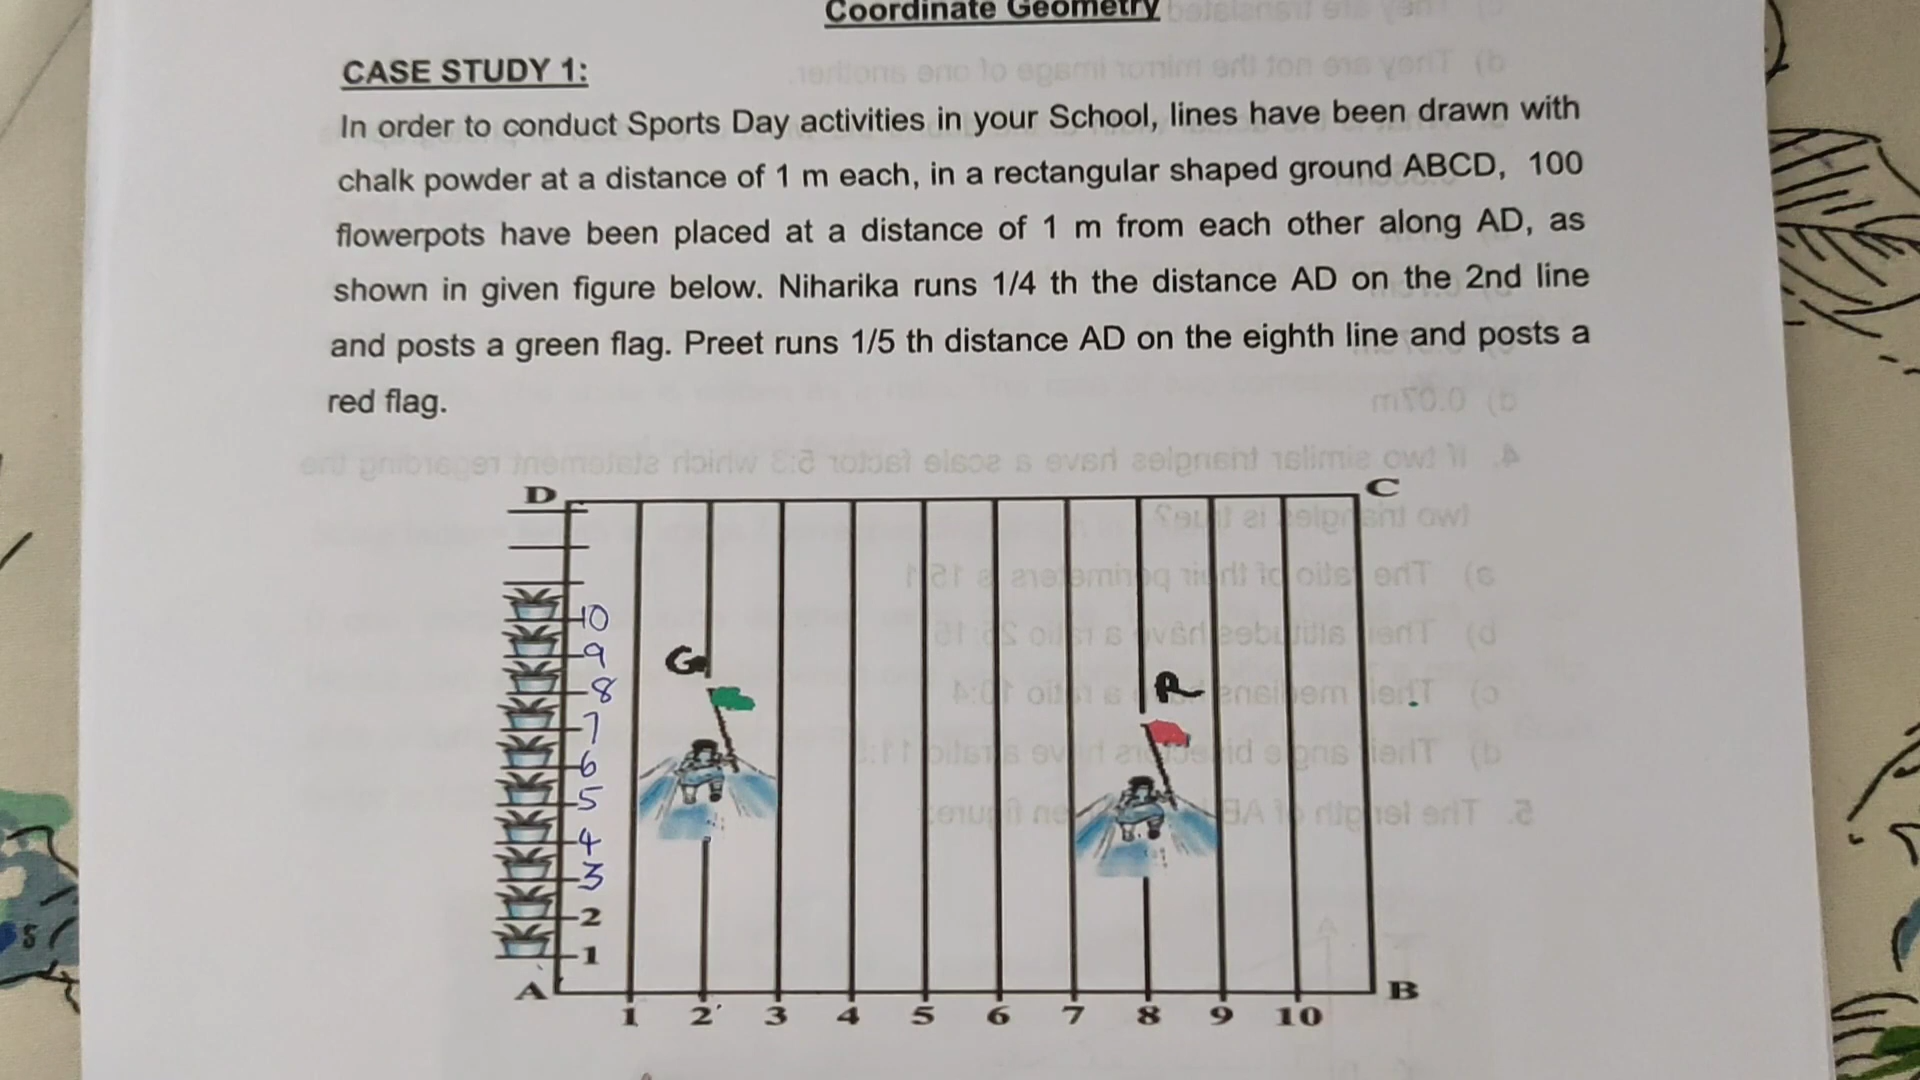 Coordinate Geometry
CASE STUDY 1:
In order to conduct Sports Day activities in your School, lines have been drawn with
chalk powder at a distance of 1 m each, in a rectangular shaped ground ABCD, 100
flowerpots have been placed at a distance of 1 m from each other along AD, as
shown in given figure below. Niharika runs 1/4 th the distance AD on the 2nd line
and posts a green flag. Preet runs 1/5 th distance AD on the eighth line and posts a
red flag.
D C
10
9
G
8
R
7
6
5
4
3
2
1
A B
1 2 3 4 5 6 7 8 9 10